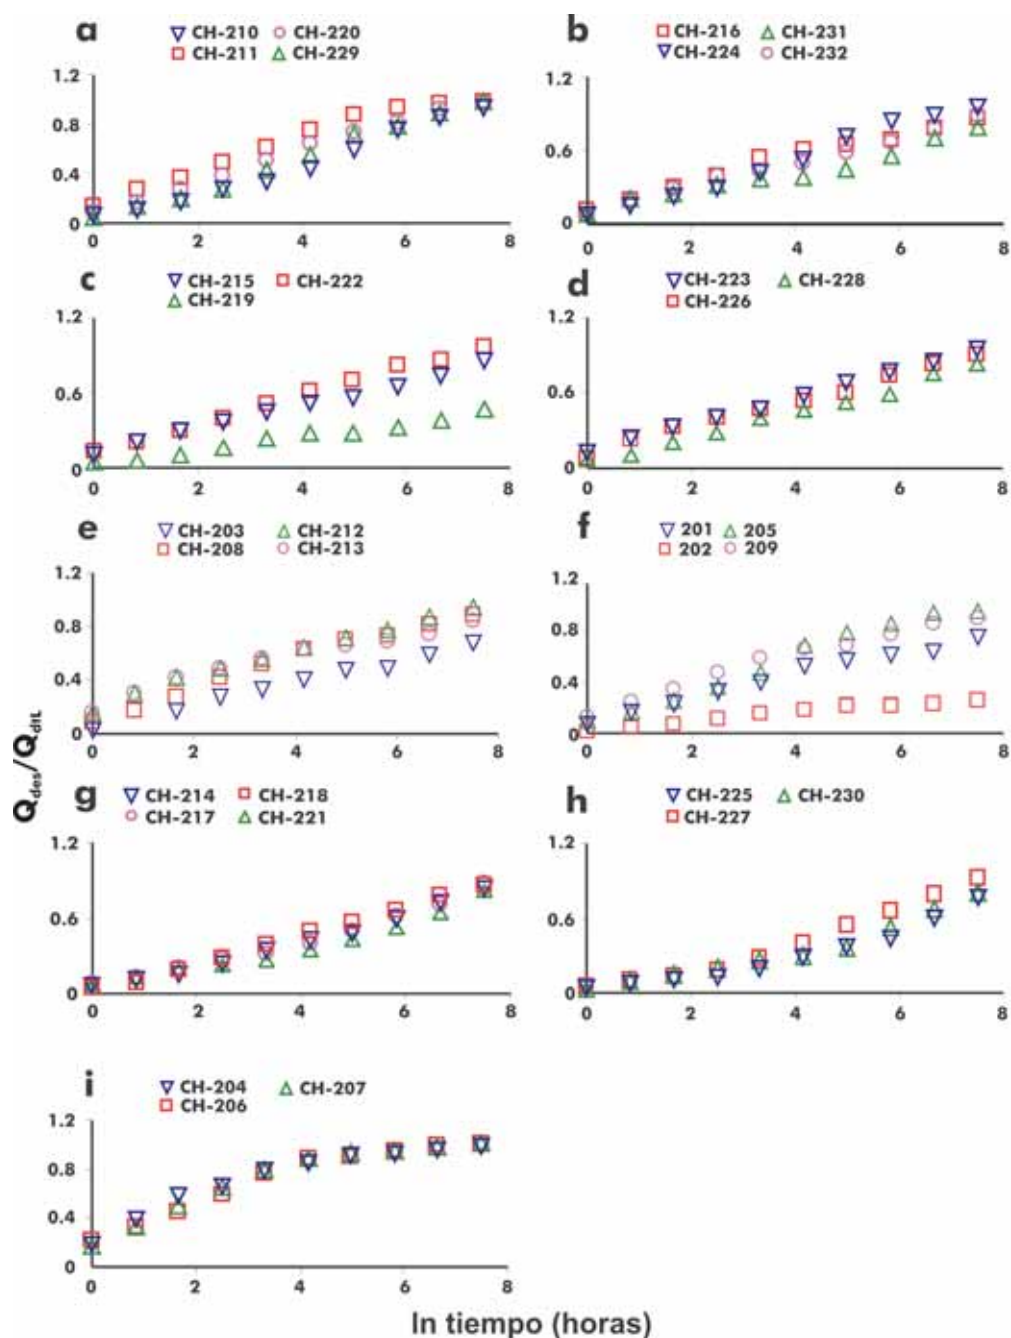 a
CH-210 CH-220
CH-211 CH-229
1.2
0.8
0.4
0
0 2 4 6 8
b
CH-216 CH-231
CH-224 CH-232
1.2
0.6
0
0 2 4 6 8
c
CH-215 CH-222
CH-219
1.2
0.6
0
0 2 4 6 8
d
CH-223 CH-228
CH-226
1.2
0.6
0
0 2 4 6 8
e
CH-203 CH-212
CH-208 CH-213
1.2
0.8
0.4
0
0 2 4 6 8
f
201 205
202 209
1.2
0.8
0.4
0
0 2 4 6 8
g
CH-214 CH-218
CH-217 CH-221
1.2
0.6
0
0 2 4 6 8
h
CH-225 CH-230
CH-227
1.2
0.6
0
0 2 4 6 8
i
CH-204 CH-207
CH-206
1.2
0.8
0.4
0
0 2 4 6 8
Qdes/QditL
ln tiempo (horas)